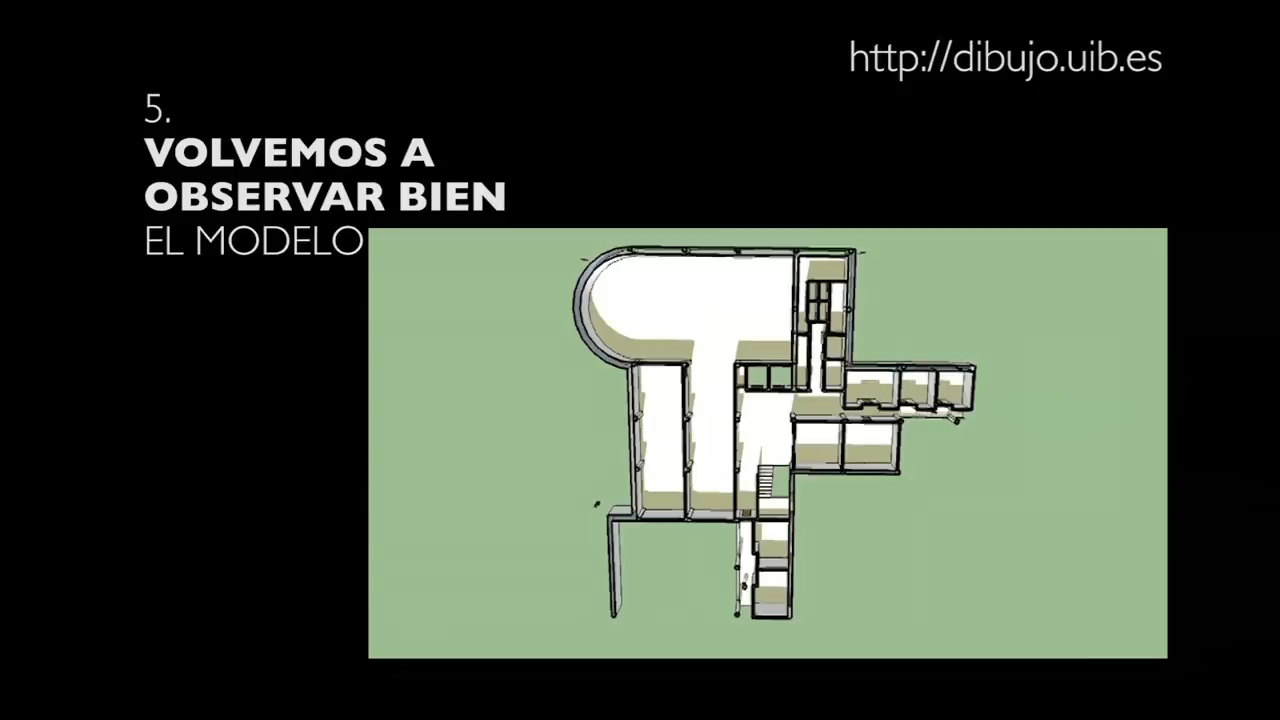 http://dibujo.uib.es
5.
VOLVEMOS A
OBSERVAR BIEN
EL MODELO